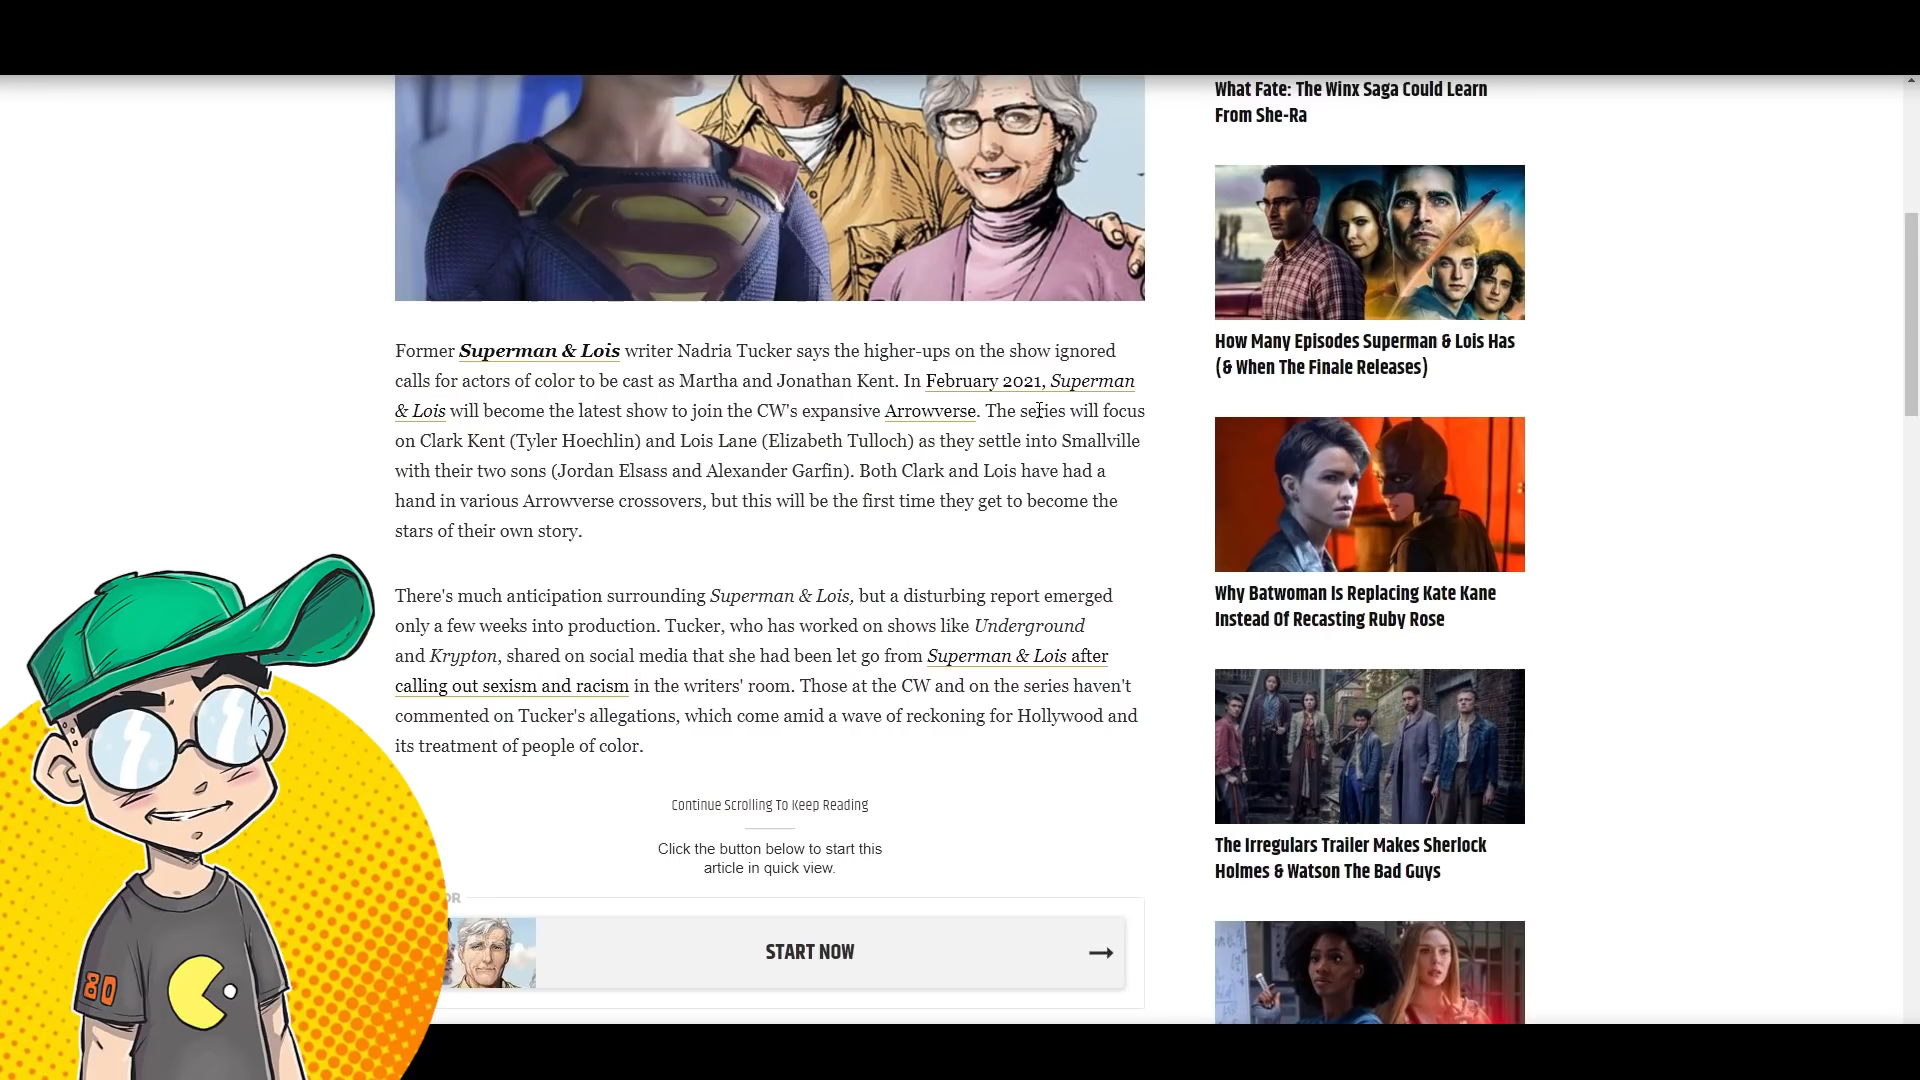 Former Superman & Lois writer Nadria Tucker says the higher-ups on the show ignored
calls for actors of color to be cast as Martha and Jonathan Kent. In February 2021, Superman
& Lois will become the latest show to join the CW's expansive Arrowverse. The series will focus
on Clark Kent (Tyler Hoechlin) and Lois Lane (Elizabeth Tulloch) as they settle into Smallville
with their two sons (Jordan Elsass and Alexander Garfin). Both Clark and Lois have had a
hand in various Arrowverse crossovers, but this will be the first time they get to become the
stars of their own story.
There's much anticipation surrounding Superman & Lois, but a disturbing report emerged
only a few weeks into production. Tucker, who has worked on shows like Underground
and Krypton, shared on social media that she had been let go from Superman & Lois after
calling out sexism and racism in the writers' room. Those at the CW and on the series haven't
commented on Tucker's allegations, which come amid a wave of reckoning for Hollywood and
its treatment of people of color.
Continue Scrolling To Keep Reading
Click the button below to start this
article in quick view.
OR
START NOW
80
What Fate: The Winx Saga Could Learn
From She-Ra
How Many Episodes Superman & Lois Has
(& When The Finale Releases)
Why Batwoman Is Replacing Kate Kane
Instead Of Recasting Ruby Rose
The Irregulars Trailer Makes Sherlock
Holmes & Watson The Bad Guys